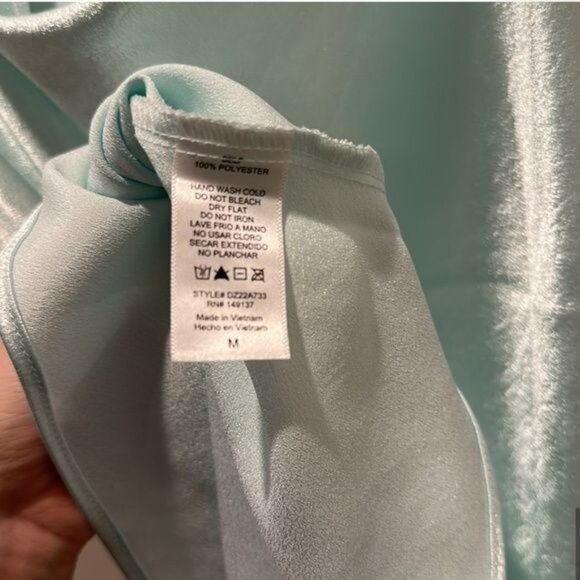 100% POLYESTER
HAND WASH COLD
DO NOT BLEACH
DRY FLAT
DO NOT IRON
LAVE FRIO A MANO
NO USAR CLORO
SECAR EXTENDIDO
NO PLANCHAR
STYLE# DZ22A733
RN# 149137
Made in Vietnam
Hecho en Vietnam
M